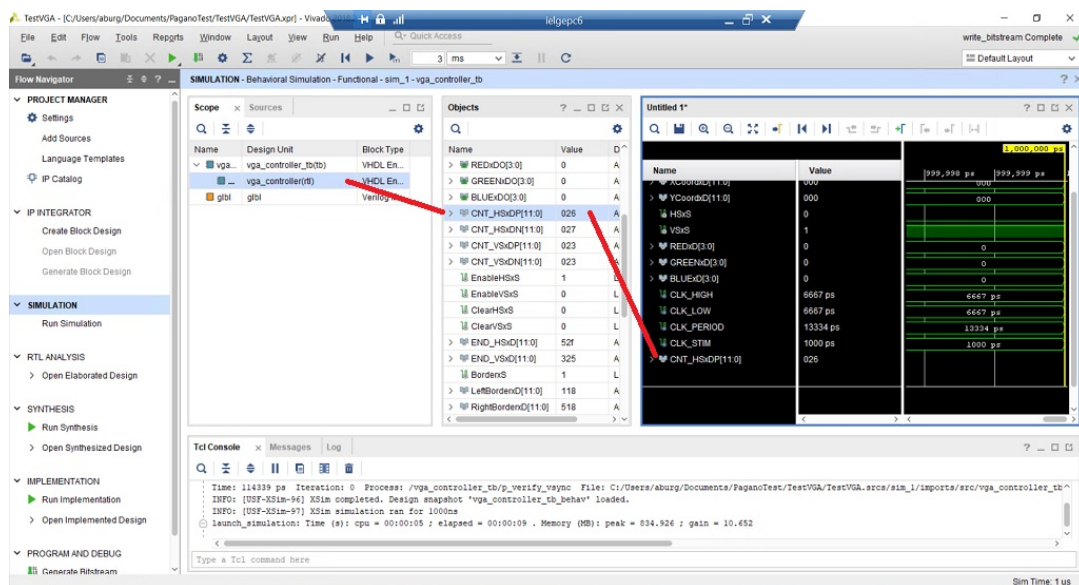 TestVGA - [C:/Users/aburg/Documents/PaganoTest/TestVGA/TestVGA.xpr] - Vivado
ielgepc6
File Edit Flow Tools Reports Window Layout View Run Help Quick Access
write_bitstream Complete
3 ms
Default Layout
Flow Navigator
SIMULATION - Behavioral Simulation - Functional - sim_1 - vga_controller_tb
PROJECT MANAGER
Settings
Add Sources
Language Templates
IP Catalog
IP INTEGRATOR
Create Block Design
Open Block Design
Generate Block Design
SIMULATION
Run Simulation
RTL ANALYSIS
Open Elaborated Design
SYNTHESIS
Run Synthesis
Open Synthesized Design
IMPLEMENTATION
Run Implementation
Open Implemented Design
PROGRAM AND DEBUG
Generate Bitstream
Scope Sources
Name Design Unit Block Type
vga... vga_controller_tb(tb) VHDL En...
... vga_controller(rtl) VHDL En...
glbl glbl Verilog
Objects
Name Value
REDxDO[3:0] 0 A
GREENxDO[3:0] 0 A
BLUExDO[3:0] 0 A
CNT_HSxDP[11:0] 026 A
CNT_HSxDN[11:0] 027 A
CNT_VSxDP[11:0] 023 A
CNT_VSxDN[11:0] 023 A
EnableHSxS 1 L
EnableVSxS 0 L
ClearHSxS 0 L
ClearVSxS 0 L
END_HSxD[11:0] 52f A
END_VSxD[11:0] 325 A
BorderxS 1 L
LeftBorderxD[11:0] 118 A
RightBorderxD[11:0] 518 A
Untitled 1*
1,000,000 ps
Name Value 999,998 ps 999,999 ps
XCoordxD[11:0] 000 000
YCoordxD[11:0] 000 000
HSxS 0
VSxS 1
REDxD[3:0] 0 0
GREENxD[3:0] 0 0
BLUExD[3:0] 0 0
CLK_HIGH 6667 ps 6667 ps
CLK_LOW 6667 ps 6667 ps
CLK_PERIOD 13334 ps 13334 ps
CLK_STIM 1000 ps 1000 ps
CNT_HSxDP[11:0] 026
Tcl Console Messages Log
Time: 114339 ps Iteration: 0 Process: /vga_controller_tb/p_verify_vsync File: C:/Users/aburg/Documents/PaganoTest/TestVGA/TestVGA.srcs/sim_1/imports/src/vga_controller_tb
INFO: [USF-XSim-96] XSim completed. Design snapshot 'vga_controller_tb_behav' loaded.
INFO: [USF-XSim-97] XSim simulation ran for 1000ns
launch_simulation: Time (s): cpu = 00:00:05 ; elapsed = 00:00:09 . Memory (MB): peak = 834.926 ; gain = 10.652
Type a Tcl command here
Sim Time: 1 us